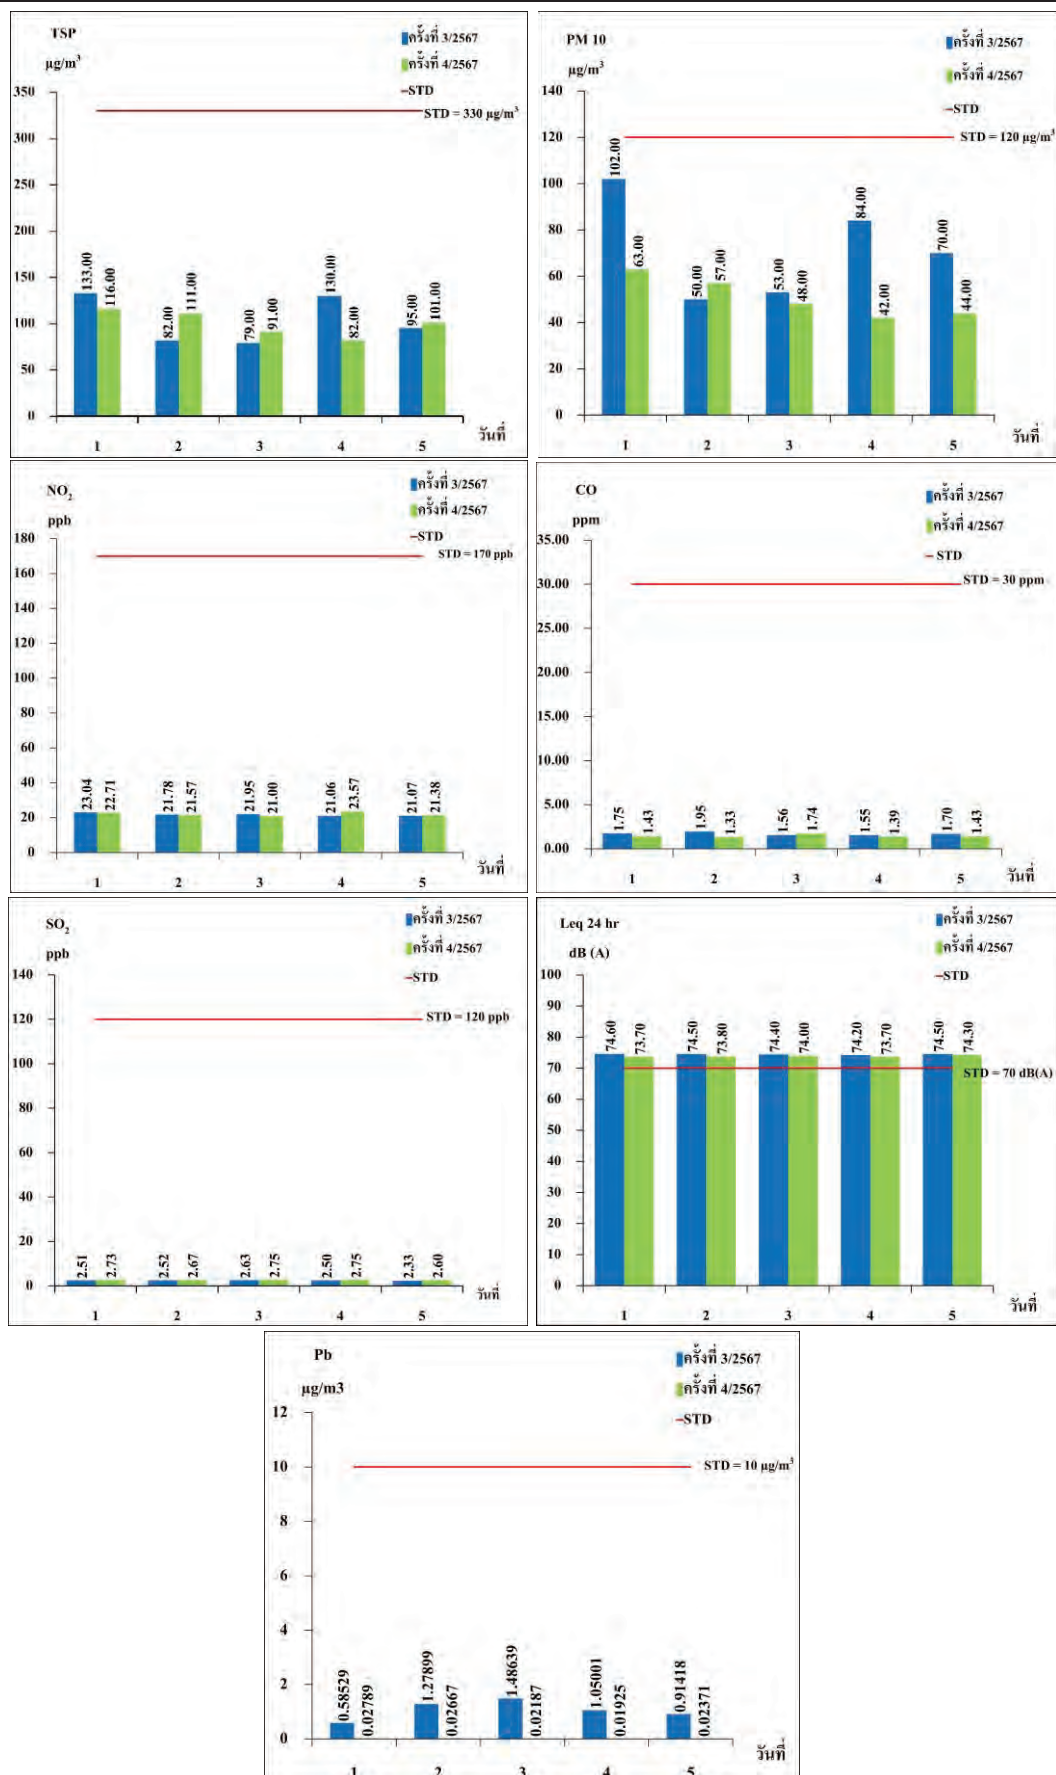 TSP
µg/m³
ครั้งที่ 3/2567
ครั้งที่ 4/2567
STD
STD = 330 µg/m³
350
300
250
200
150
100
50
0
133.00
116.00
82.00
111.00
79.00
91.00
130.00
82.00
95.00
101.00
1 2 3 4 5
วันที่
PM 10
µg/m³
ครั้งที่ 3/2567
ครั้งที่ 4/2567
STD
STD = 120 µg/m³
140
120
100
80
60
40
20
0
102.00
63.00
50.00
57.00
53.00
48.00
84.00
42.00
70.00
44.00
1 2 3 4 5
วันที่
NO₂
ppb
ครั้งที่ 3/2567
ครั้งที่ 4/2567
STD
STD = 170 ppb
180
160
140
120
100
80
60
40
20
0
23.04
22.71
21.78
21.57
21.95
21.00
21.06
23.57
21.07
21.38
1 2 3 4 5
วันที่
CO
ppm
ครั้งที่ 3/2567
ครั้งที่ 4/2567
STD
STD = 30 ppm
35.00
30.00
25.00
20.00
15.00
10.00
5.00
0.00
1.75
1.43
1.95
1.33
1.56
1.74
1.55
1.39
1.70
1.43
1 2 3 4 5
วันที่
SO₂
ppb
ครั้งที่ 3/2567
ครั้งที่ 4/2567
STD
STD = 120 ppb
140
120
100
80
60
40
20
0
2.51
2.73
2.52
2.67
2.63
2.75
2.50
2.75
2.33
2.60
1 2 3 4 5
วันที่
Leq 24 hr
dB (A)
ครั้งที่ 3/2567
ครั้งที่ 4/2567
STD
STD = 70 dB(A)
100
90
80
70
60
50
40
30
20
10
0
74.60
73.70
74.50
73.80
74.40
74.00
74.20
73.70
74.50
74.30
1 2 3 4 5
วันที่
Pb
µg/m3
ครั้งที่ 3/2567
ครั้งที่ 4/2567
STD
STD = 10 µg/m³
12
10
8
6
4
2
0
0.58529
0.02789
1.27899
0.02667
1.48639
0.02187
1.05001
0.01925
0.91418
0.02371
1 2 3 4 5
วันที่